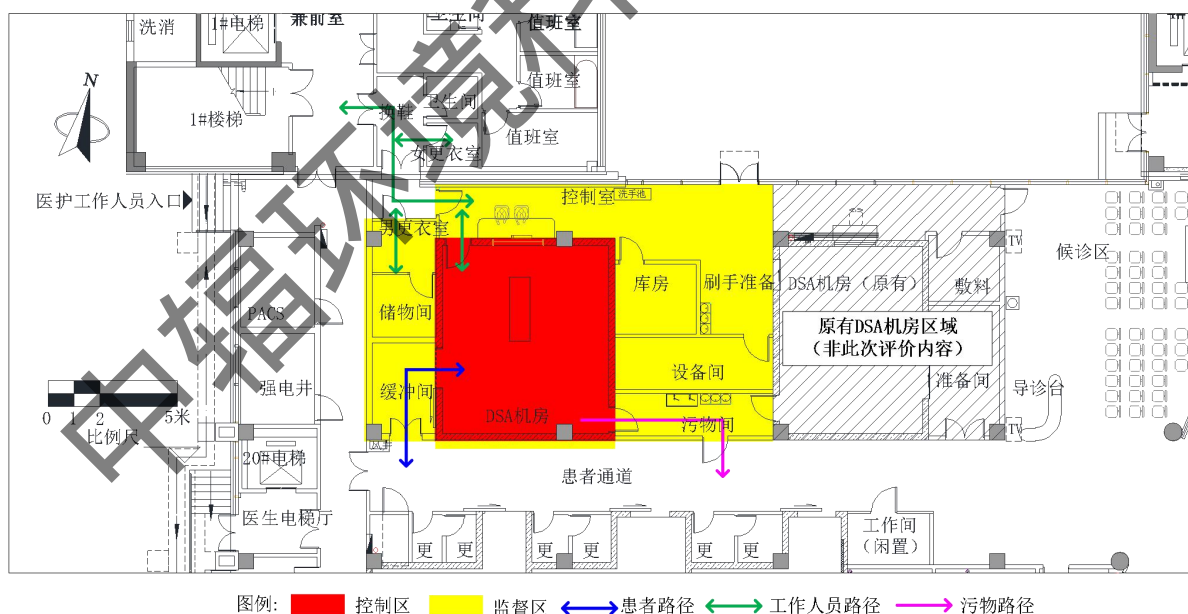 洗消
1#电梯
兼前室
卫生间
值班室
N
1#楼梯
换鞋
卫生间
值班室
值班室
女更衣室
医护工作人员入口
控制室
洗手池
男更衣室
TV
候诊区
PACS
储物间
库房
刷手准备
DSA机房（原有）
敷料
原有DSA机房区域
（非此次评价内容）
强电井
缓冲间
设备间
准备间
导诊台
0 1 2 5米
比例尺
DSA机房
污物间
TV
20#电梯
患者通道
医生电梯厅
更 更 更 更 更 更
工作间
（闲置）
图例: 控制区 监督区 患者路径 工作人员路径 污物路径
中辐环境科